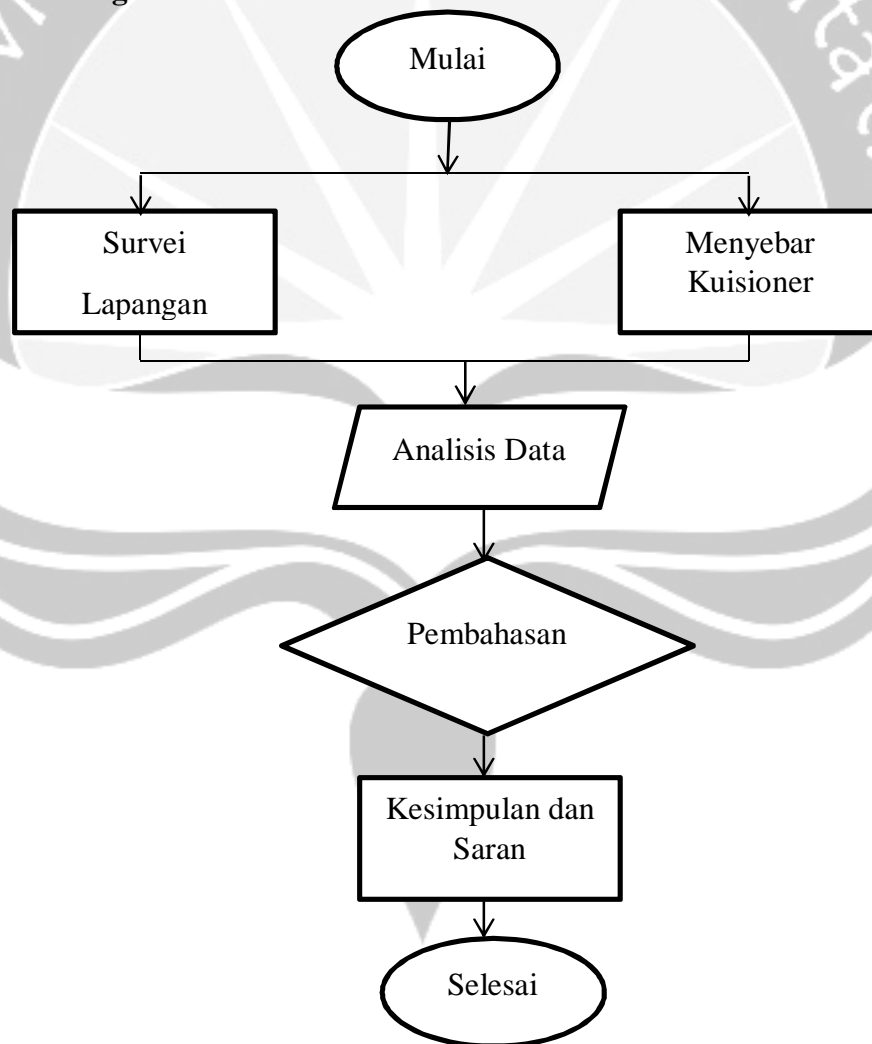 Mulai
Survei
Lapangan
Menyebar
Kuisioner
Analisis Data
Pembahasan
Kesimpulan dan
Saran
Selesai